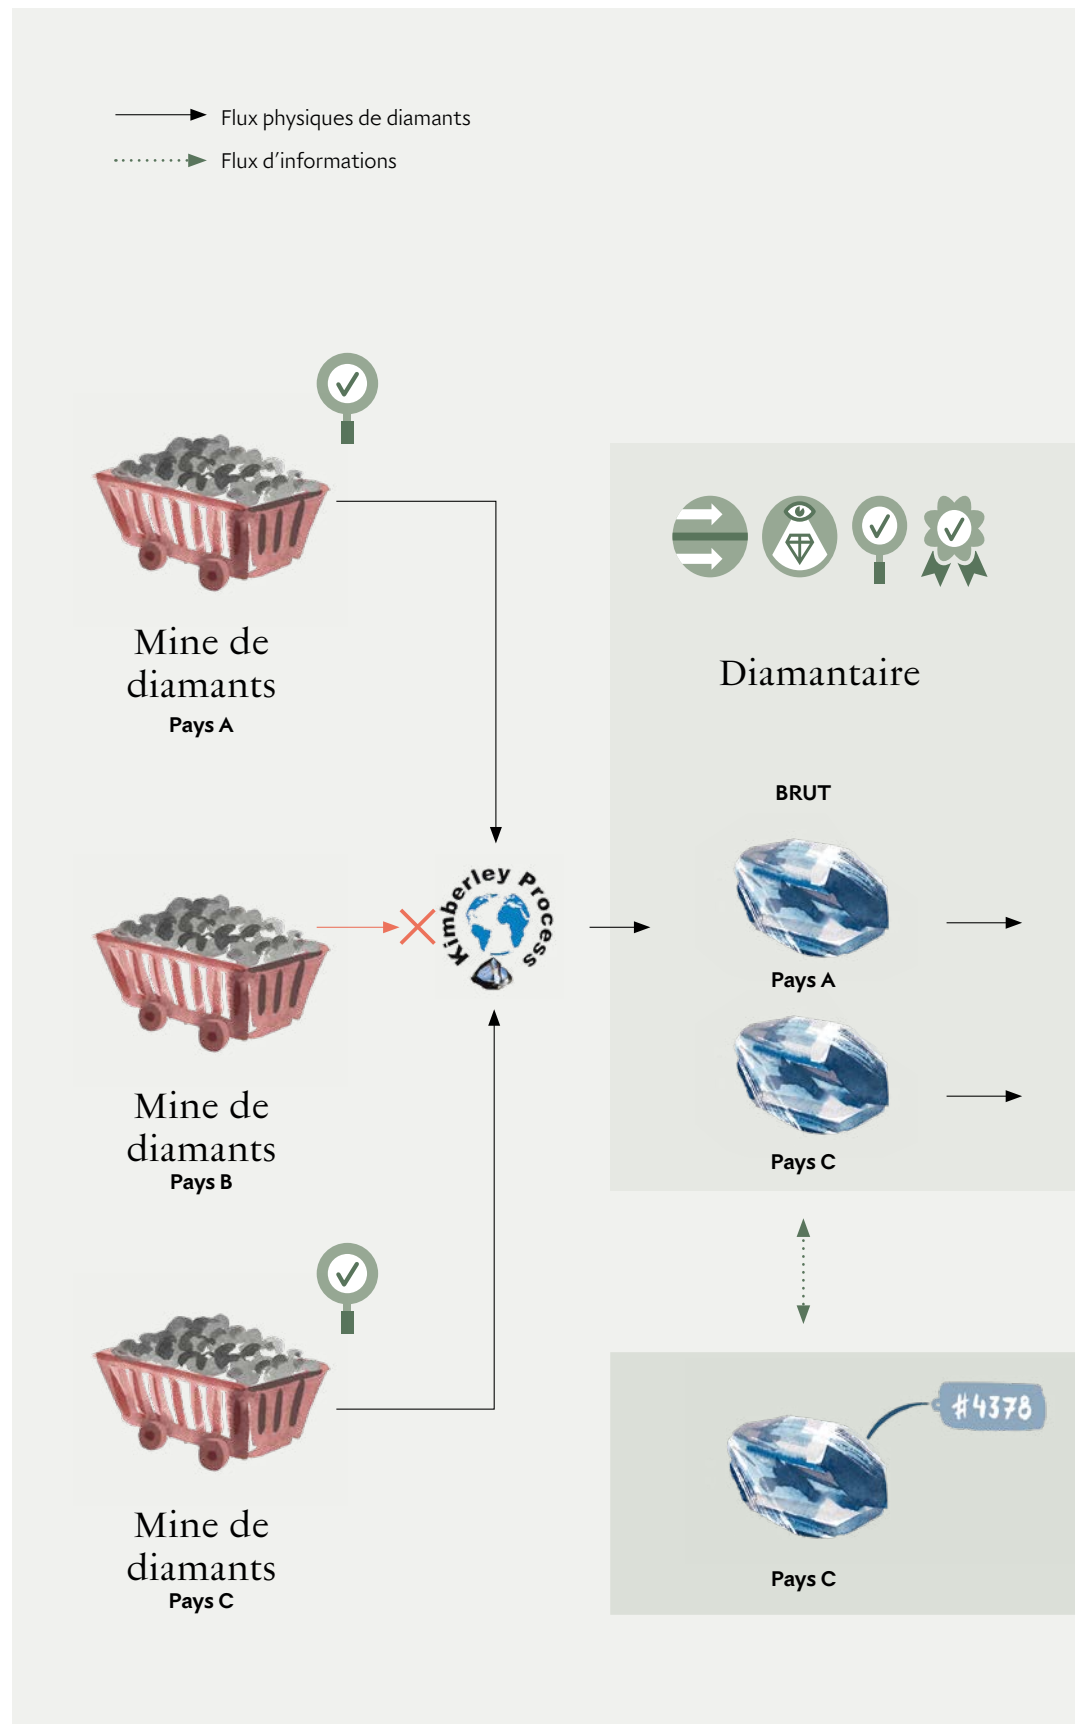 Flux physiques de diamants
Flux d'informations
Mine de
diamants
Pays A
Diamantaire
BRUT
Pays A
Kimberley Process
Mine de
diamants
Pays B
Pays C
#4378
Mine de
diamants
Pays C
Pays C